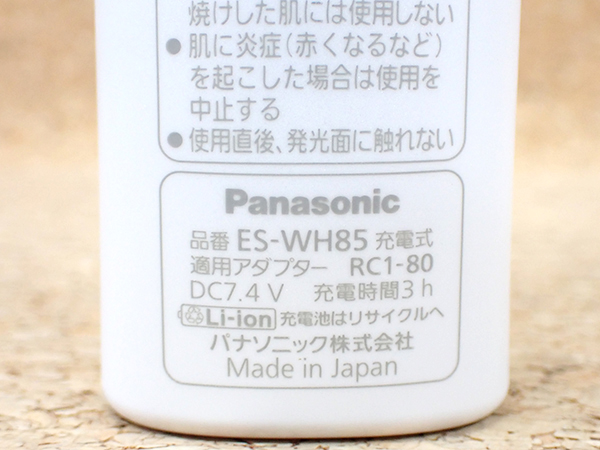 焼けした肌には使用しない
●肌に炎症(赤くなるなど)
を起こした場合は使用を
中止する
●使用直後、発光面に触れない
Panasonic
品番 ES-WH85 充電式
適用アダプター RC1-80
DC7.4 V 充電時間3 h
Li-ion 充電池はリサイクルへ
パナソニック株式会社
Made in Japan